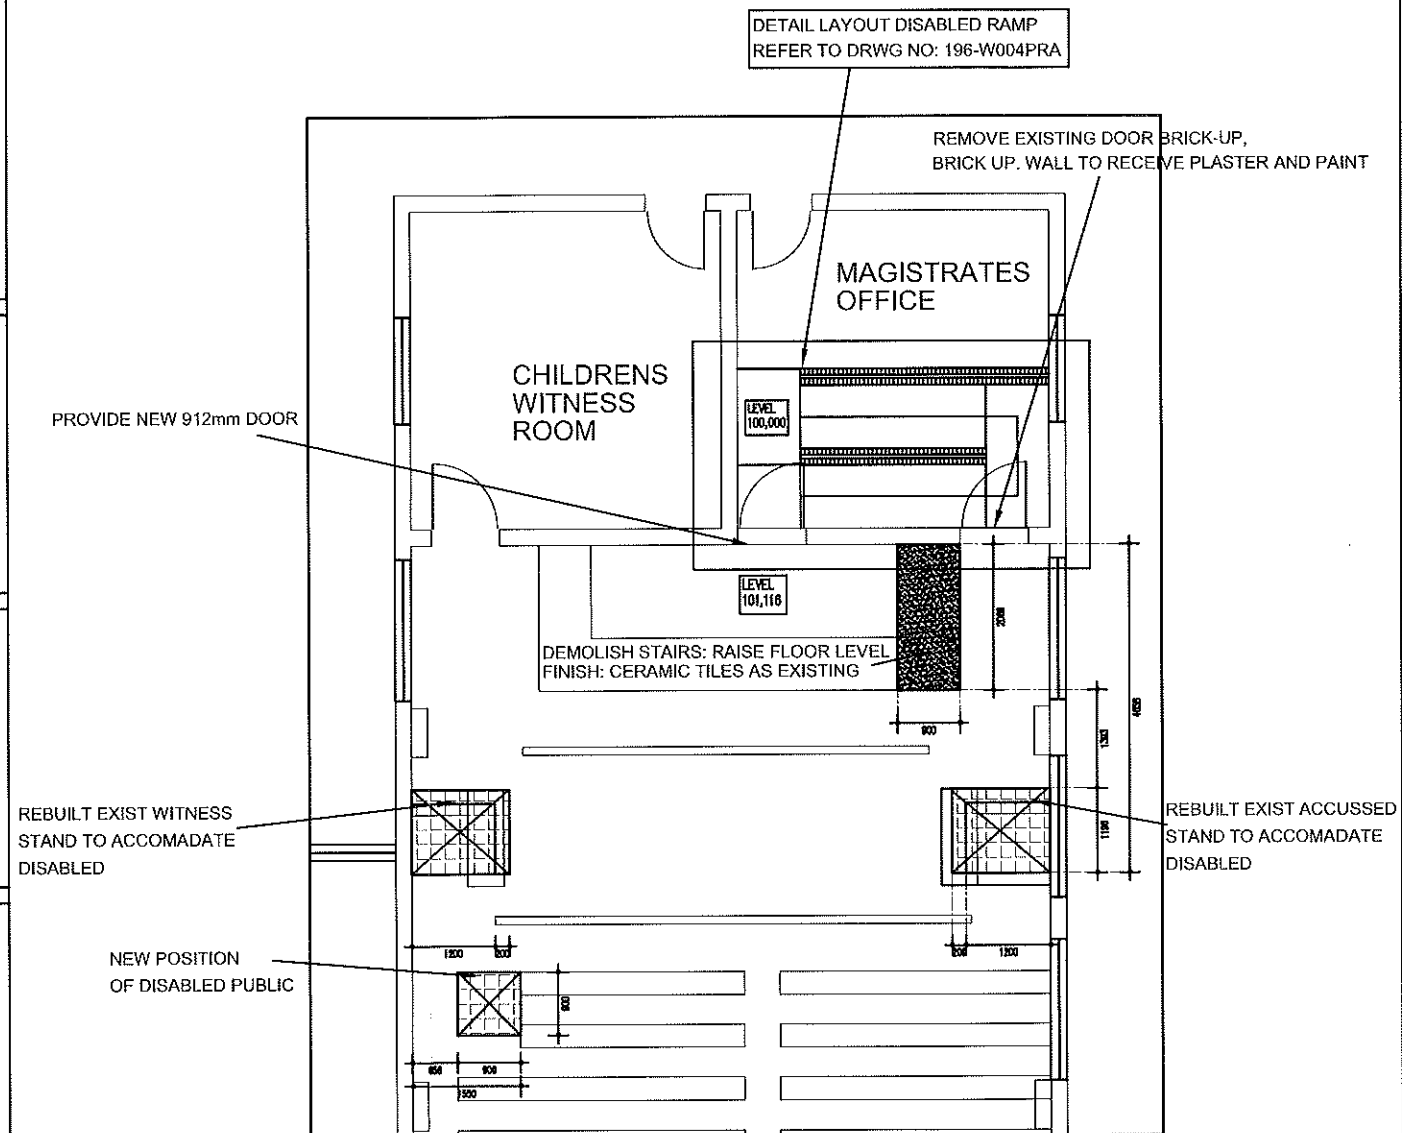 DETAIL LAYOUT DISABLED RAMP
REFER TO DRWG NO: 196-W004PRA
REMOVE EXISTING DOOR BRICK-UP,
BRICK UP. WALL TO RECEIVE PLASTER AND PAINT
MAGISTRATES
OFFICE
CHILDRENS
WITNESS
ROOM
LEVEL
100,000
PROVIDE NEW 912mm DOOR
LEVEL
101,116
DEMOLISH STAIRS: RAISE FLOOR LEVEL
FINISH: CERAMIC TILES AS EXISTING
900
1393
1196
REBUILT EXIST WITNESS
STAND TO ACCOMADATE
DISABLED
REBUILT EXIST ACCUSSED
STAND TO ACCOMADATE
DISABLED
1200
200
200
1200
NEW POSITION
OF DISABLED PUBLIC
900
900
1550